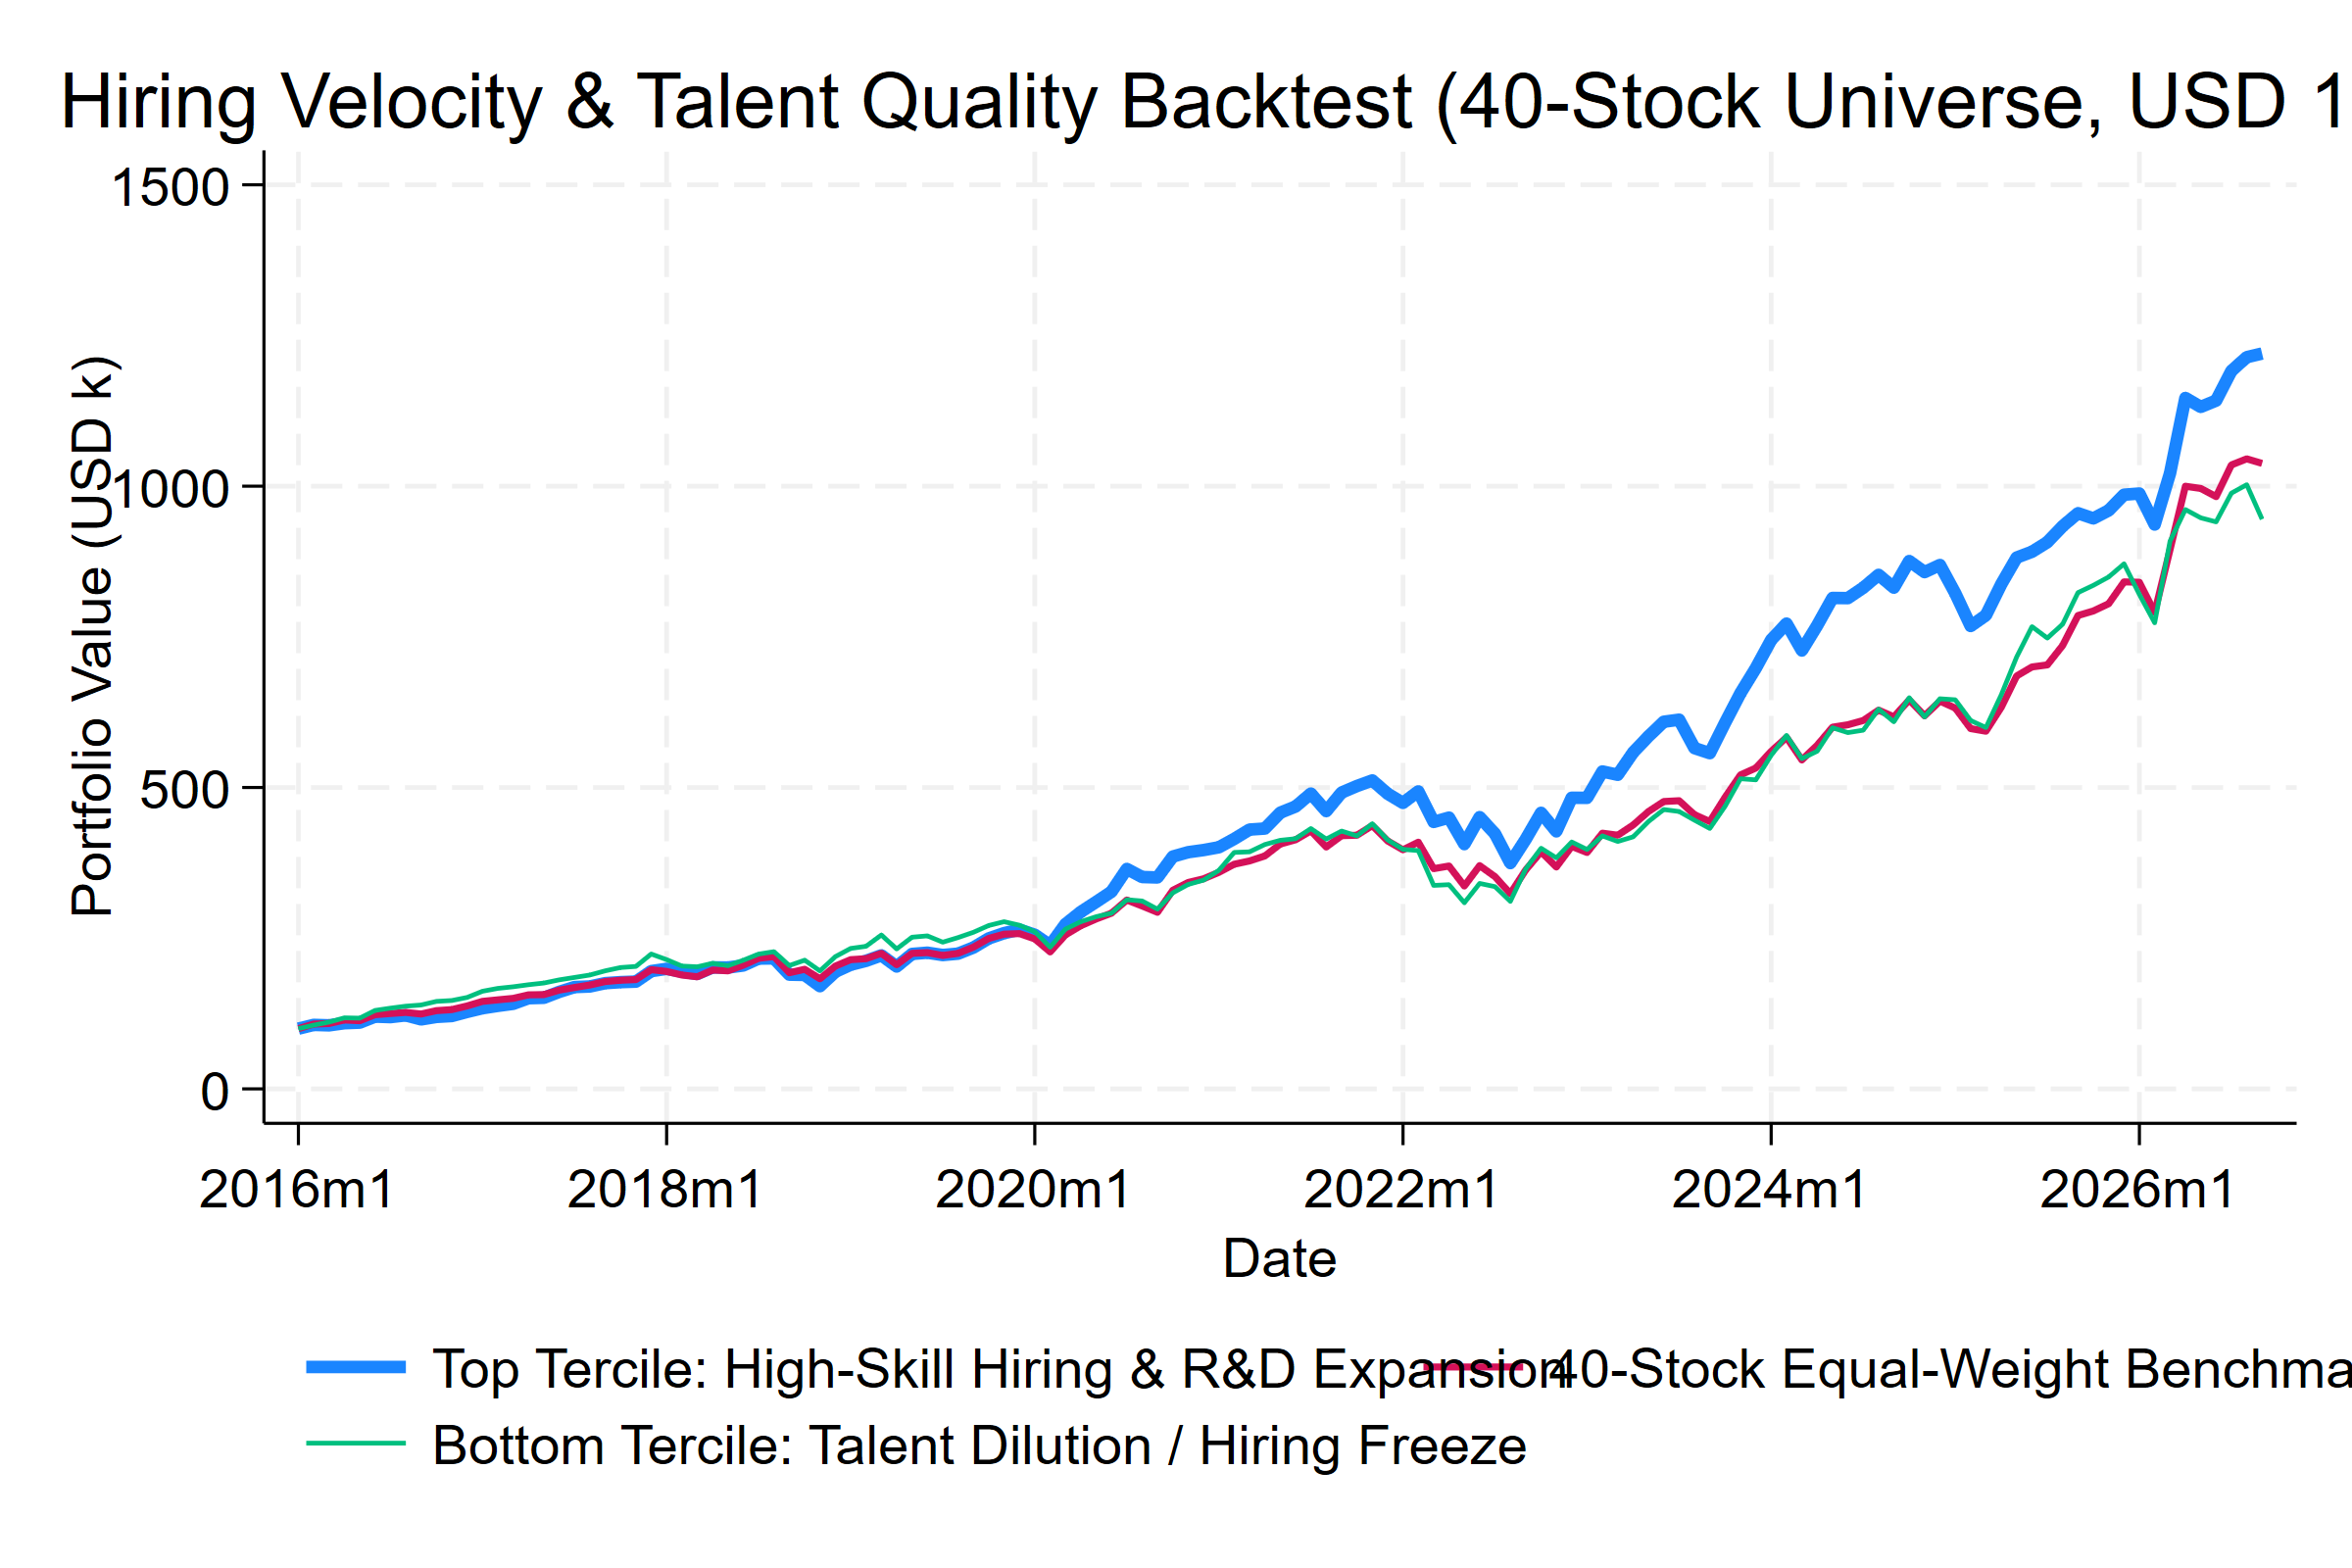 Hiring Velocity & Talent Quality Backtest (40-Stock Universe, USD 1
Portfolio Value (USD k)
1500
1000
500
0
2016m1 2018m1 2020m1 2022m1 2024m1 2026m1
Date
Top Tercile: High-Skill Hiring & R&D Expansion 40-Stock Equal-Weight Benchma
Bottom Tercile: Talent Dilution / Hiring Freeze